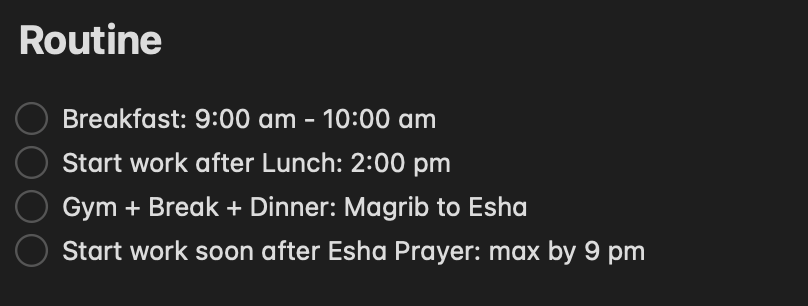 Routine
Breakfast: 9:00 am - 10:00 am
Start work after Lunch: 2:00 pm
Gym + Break + Dinner: Magrib to Esha
Start work soon after Esha Prayer: max by 9 pm